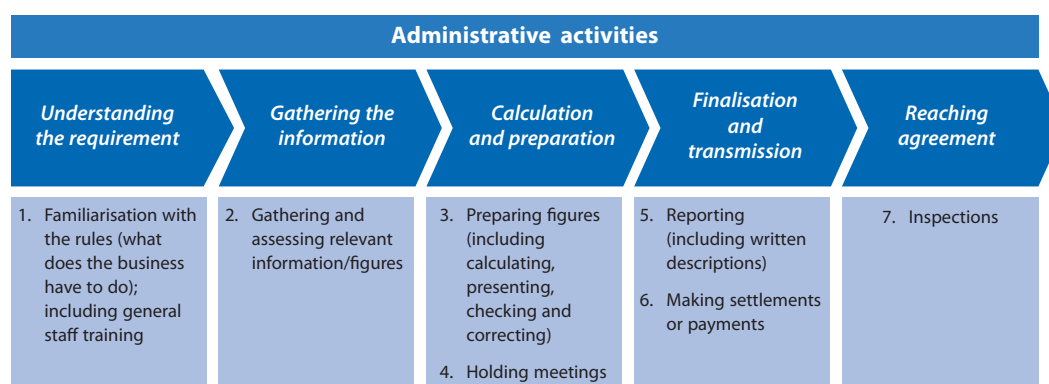 Administrative activities
Understanding
the requirement
Gathering the
information
Calculation
and preparation
Finalisation
and
transmission
Reaching
agreement
1. Familiarisation with
the rules (what
does the business
have to do);
including general
staff training
2. Gathering and
assessing relevant
information/figures
3. Preparing figures
(including
calculating,
presenting,
checking and
correcting)
4. Holding meetings
5. Reporting
(including written
descriptions)
6. Making settlements
or payments
7. Inspections